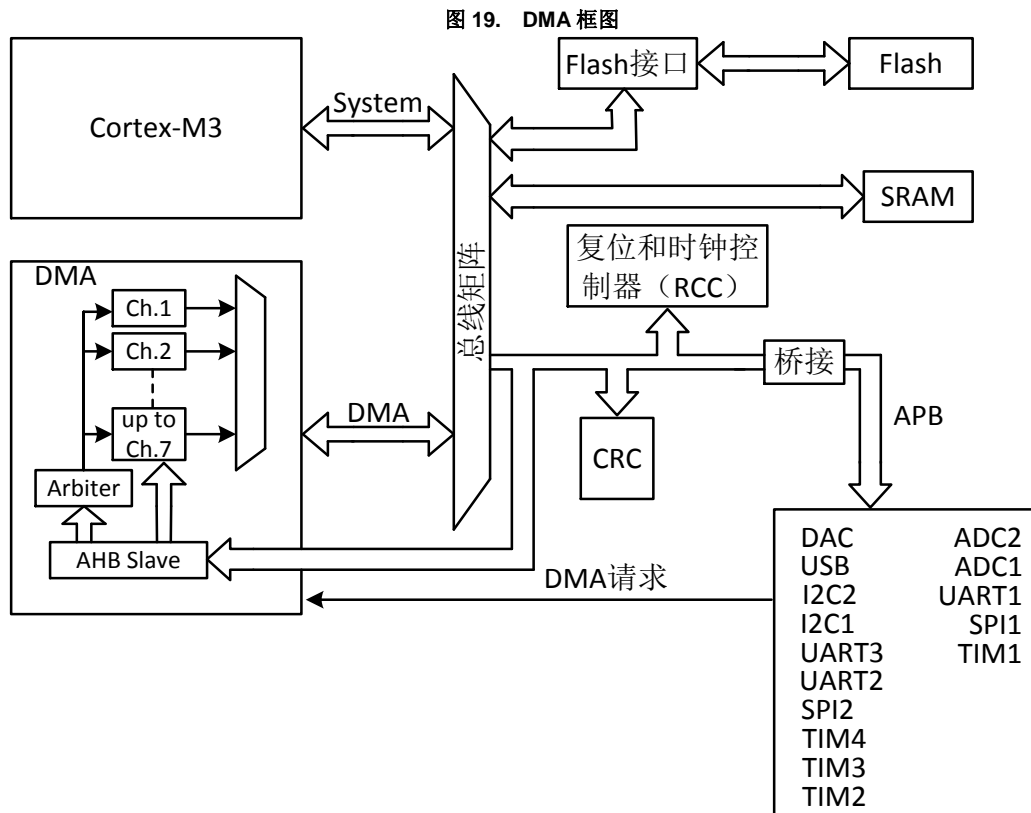 图 19. DMA 框图
Flash接口
Flash
System
Cortex-M3
SRAM
复位和时钟控
制器（RCC）
总线矩阵
DMA
Ch.1
Ch.2
up to
Ch.7
Arbiter
AHB Slave
DMA
桥接
APB
CRC
DMA请求
DAC
USB
I2C2
I2C1
UART3
UART2
SPI2
TIM4
TIM3
TIM2
ADC2
ADC1
UART1
SPI1
TIM1